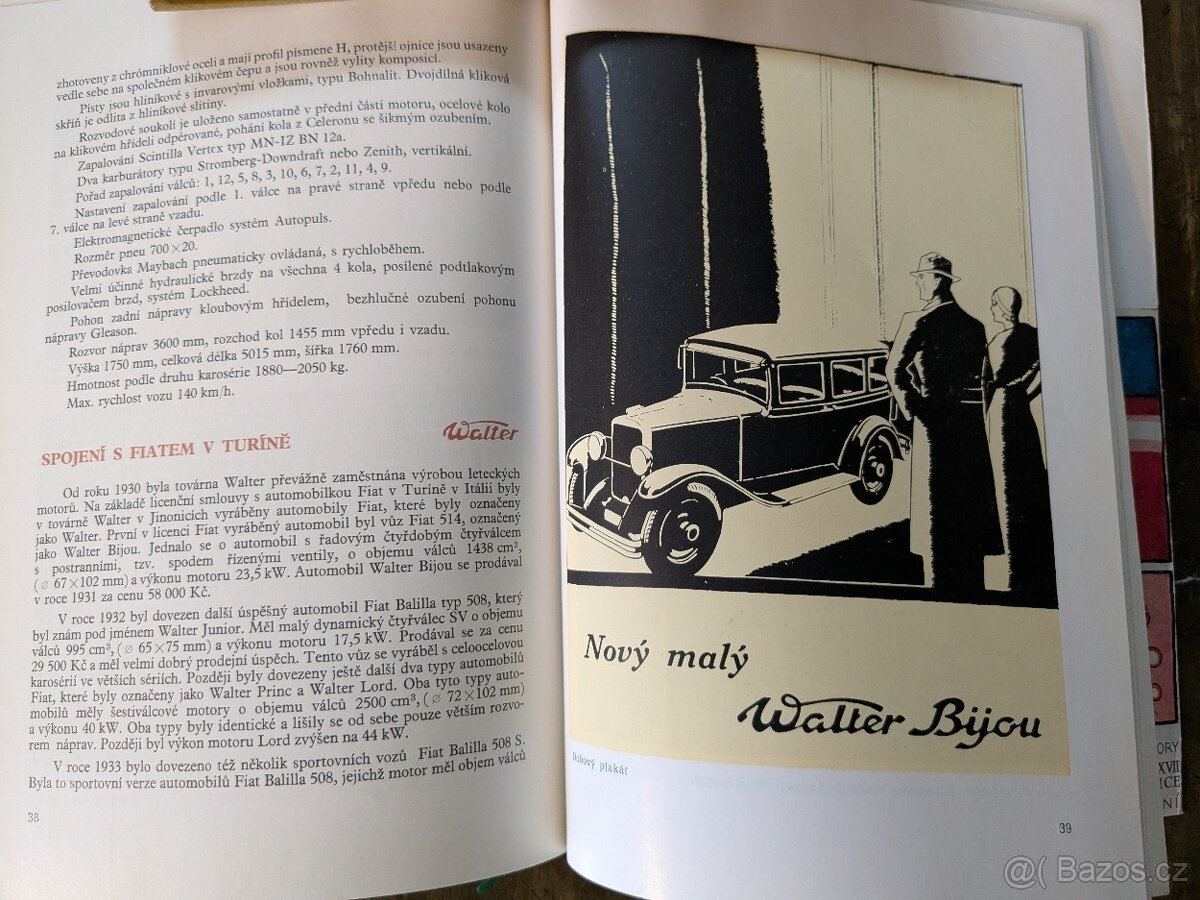 zhotoveny z chrómniklové oceli a mají profil písmene H, protější ojnice jsou usazeny
vedle sebe na společném klikovém čepu a jsou rovněž vylity kompozicí.
Písty jsou hliníkové s invarovými vložkami, typu Bohnalit. Dvojdílná kliková
skříň je odlita z hliníkové slitiny.
Rozvodové soukolí je uloženo samostatně v přední části motoru, ocelové kolo
na klikovém hřídeli odpérované, pohání kola z Celeronu se šikmým ozubením.
Zapalování Scintilla Vertex typ MN-IZ BN 12a.
Dva karburátory typu Stromberg-Downdraft nebo Zenith, vertikální.
Pořad zapalování válců: 1, 12, 5, 8, 3, 10, 6, 7, 2, 11, 4, 9.
Nastavení zapalování podle 1. válce na pravé straně vpředu nebo podle
7. válce na levé straně vzadu.
Elektromagnetické čerpadlo systém Autopuls.
Rozměr pneu 700×20.
Převodovka Maybach pneumaticky ovládaná, s rychloběhem.
Velmi účinné hydraulické brzdy na všechna 4 kola, posílené podtlakovým
posilovačem brzd, systém Lockheed.
Pohon zadní nápravy kloubovým hřídelem, bezhlučné ozubení pohonu
nápravy Gleason.
Rozvor náprav 3600 mm, rozchod kol 1455 mm vpředu i vzadu.
Výška 1750 mm, celková délka 5015 mm, šířka 1760 mm.
Hmotnost podle druhu karosérie 1880—2050 kg.
Max. rychlost vozu 140 km/h.
SPOJENÍ S FIATEM V TURÍNĚ
Walter
Od roku 1930 byla továrna Walter převážně zaměstnána výrobou leteckých
motorů. Na základě licenční smlouvy s automobilkou Fiat v Turíně v Itálii byly
v továrně Walter v Jinonicích vyráběny automobily Fiat, které byly označeny
jako Walter. První v licenci Fiat vyráběný automobil byl vůz Fiat 514, označený
jako Walter Bijou. Jednalo se o automobil s řadovým čtyřdobým čtyřválcem
s postranními, tzv. spodem řízenými ventily, o objemu válců 1438 cm³,
(⌀ 67×102 mm) a výkonu motoru 23,5 kW. Automobil Walter Bijou se prodával
v roce 1931 za cenu 58 000 Kč.
V roce 1932 byl dovezen další úspěšný automobil Fiat Balilla typ 508, který
byl znám pod jménem Walter Junior. Měl malý dynamický čtyřválec SV o objemu
válců 995 cm³, (⌀ 65×75 mm) a výkonu motoru 17,5 kW. Prodával se za cenu
29 500 Kč a měl velmi dobrý prodejní úspěch. Tento vůz se vyráběl s celoocelovou
karosérií ve větších sériích. Později byly dovezeny ještě další dva typy automobilů
Fiat, které byly označeny jako Walter Princ a Walter Lord. Oba tyto typy auto-
mobilů měly šestiválcové motory o objemu válců 2500 cm³, (⌀ 72×102 mm)
a výkonu 40 kW. Oba typy byly identické a lišily se od sebe pouze větším rozvo-
rem náprav. Později byl výkon motoru Lord zvýšen na 44 kW.
V roce 1933 bylo dovezeno též několik sportovních vozů Fiat Balilla 508 S.
Byla to sportovní verze automobilů Fiat Balilla 508, jejichž motor měl objem válců
38
Nový malý
Walter Bijou
Dobový plakát
39
ORY
XVII
ICE
NÍ
@( Bazos.cz